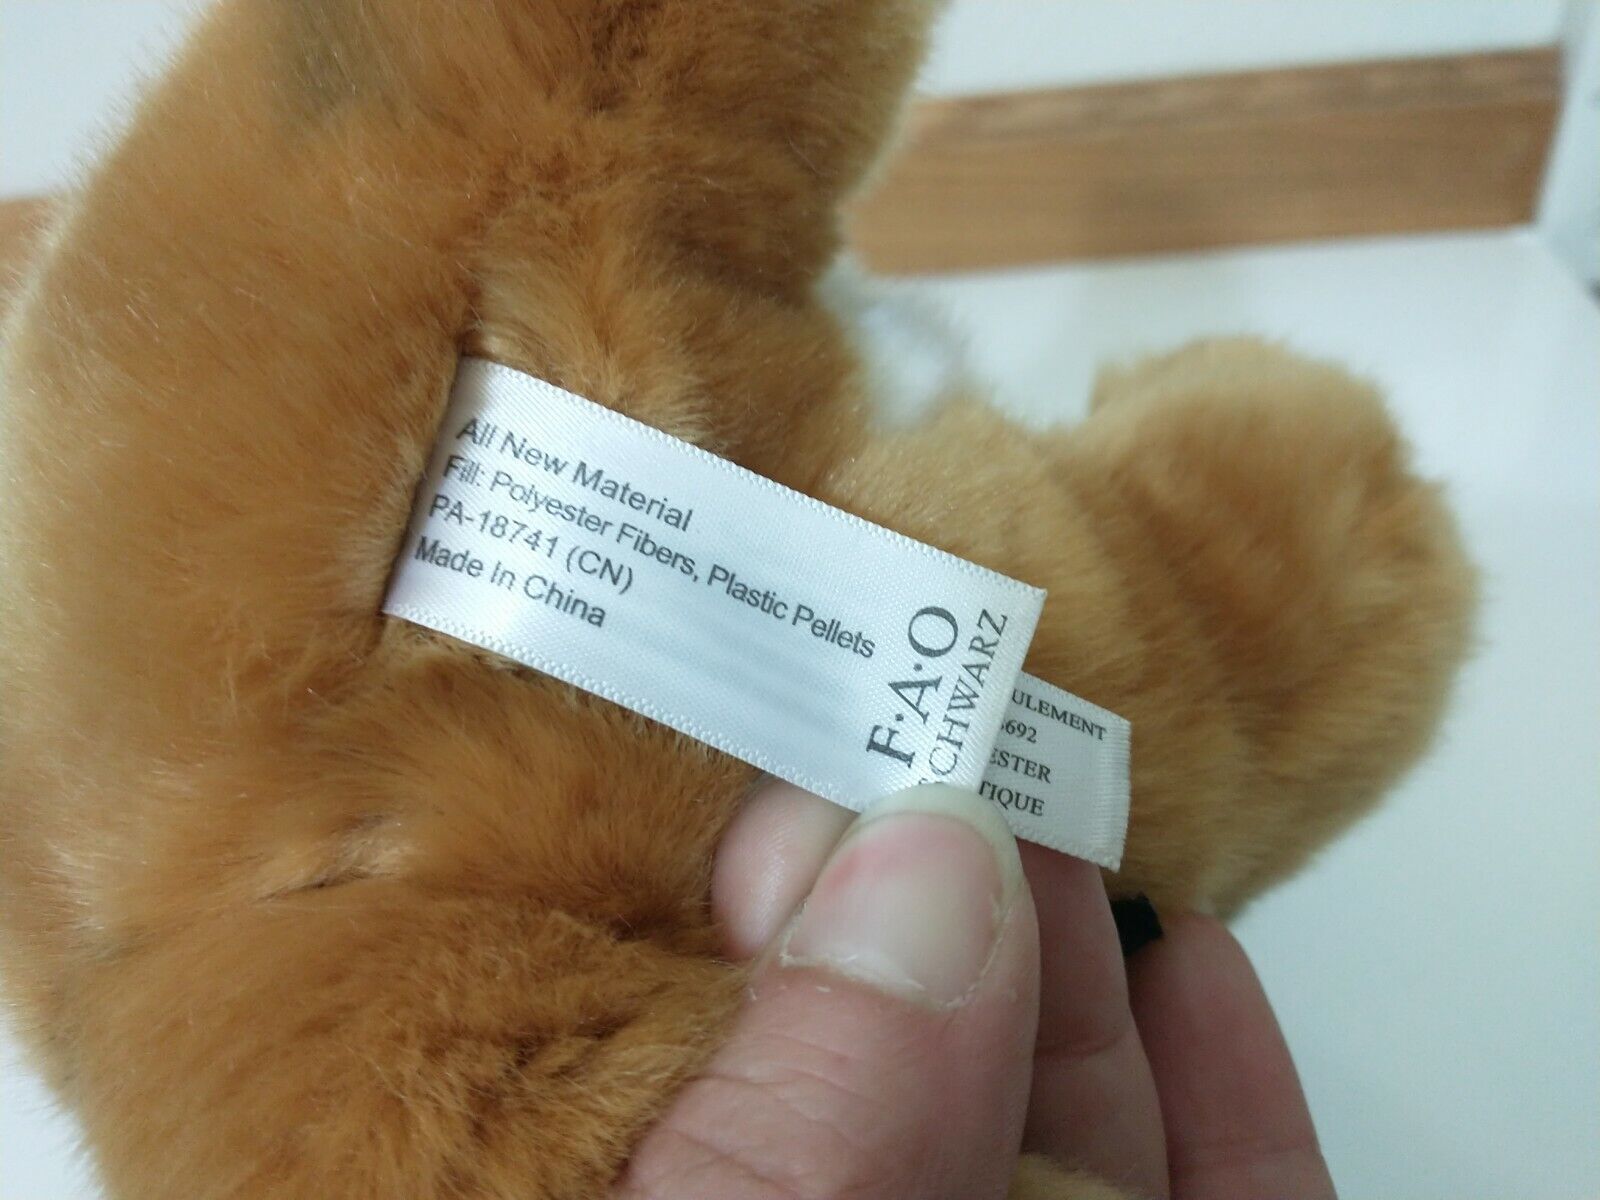 All New Material
Fill: Polyester Fibers, Plastic Pellets
PA-18741 (CN)
Made In China
F·A·O
CHWARZ
ULEMENT
692
ESTER
TIQUE